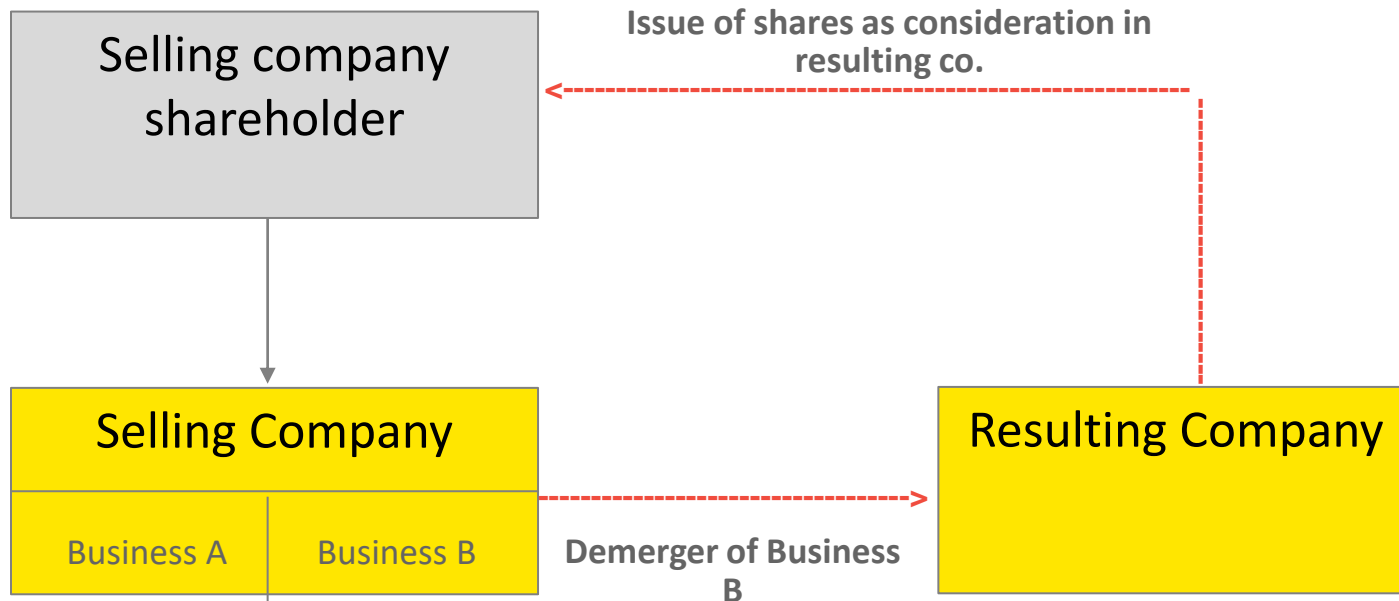 Issue of shares as consideration in
resulting co.
Selling company
shareholder
Selling Company
Resulting Company
Business A
Business B
Demerger of Business
B